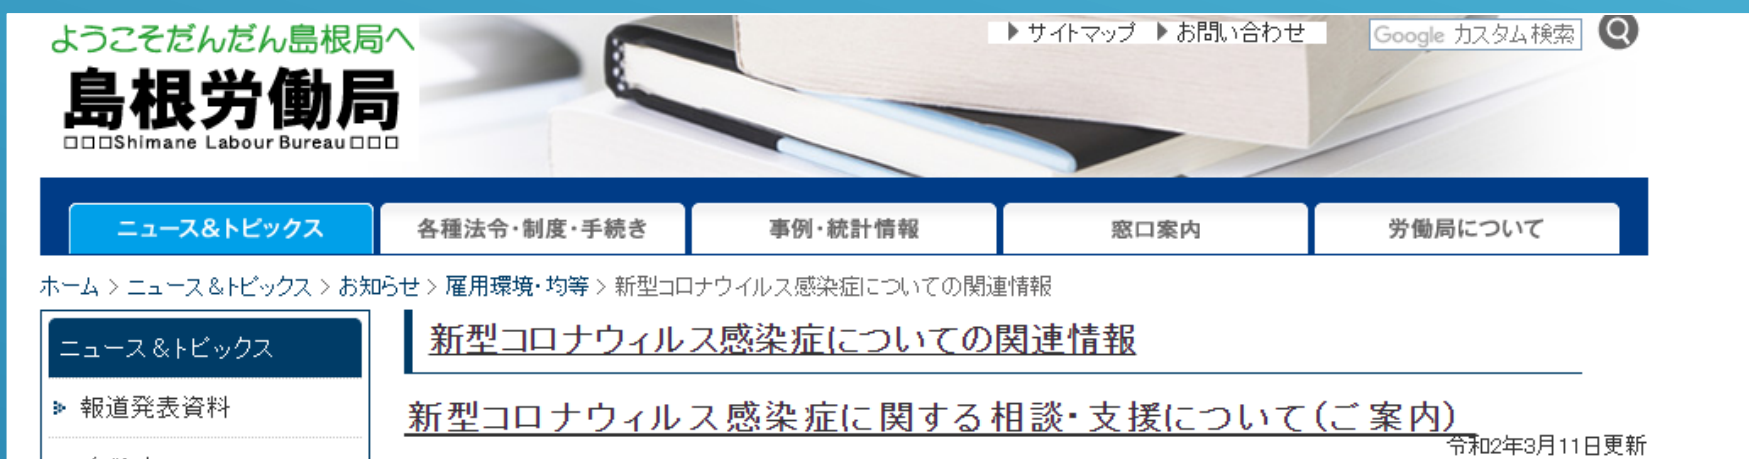 ようこそだんだん島根局へ
島根労働局
□□□Shimane Labour Bureau□□□
サイトマップ お問い合わせ
Google カスタム検索
ニュース&トピックス 各種法令・制度・手続き 事例・統計情報 窓口案内 労働局について
ホーム > ニュース&トピックス > お知らせ > 雇用環境・均等 > 新型コロナウイルス感染症についての関連情報
ニュース&トピックス
報道発表資料
新型コロナウィルス感染症についての関連情報
新型コロナウィルス感染症に関する相談・支援について(ご案内)
令和2年3月11日更新